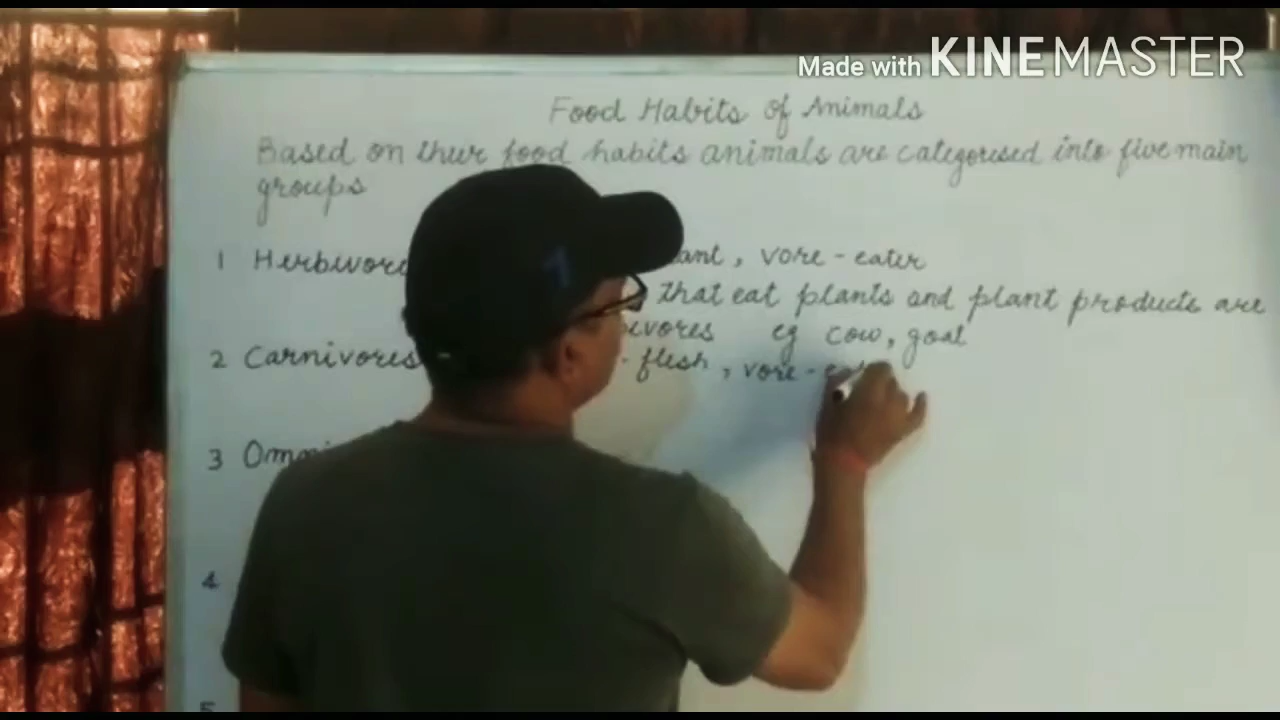 Made with KINEMASTER
Food Habits of Animals
Based on their food habits animals are categorised into five main
groups
1 Herbivore ant, vore - eater
that eat plants and plant products are
ivores eg cow, goat
2 Carnivores - flesh, vore -
3 Omni
4
5